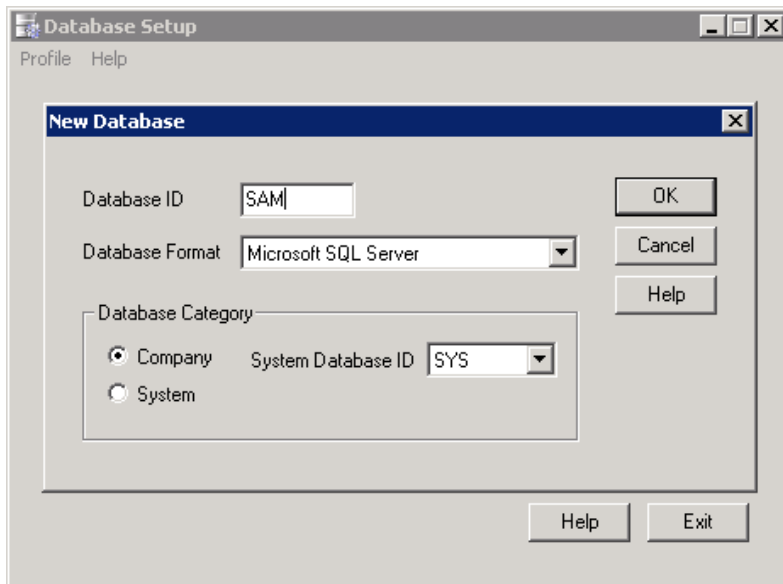 Database Setup
Profile Help
New Database
Database ID SAM OK
Database Format Microsoft SQL Server Cancel
Help
Database Category
Company System Database ID SYS
System
Help Exit